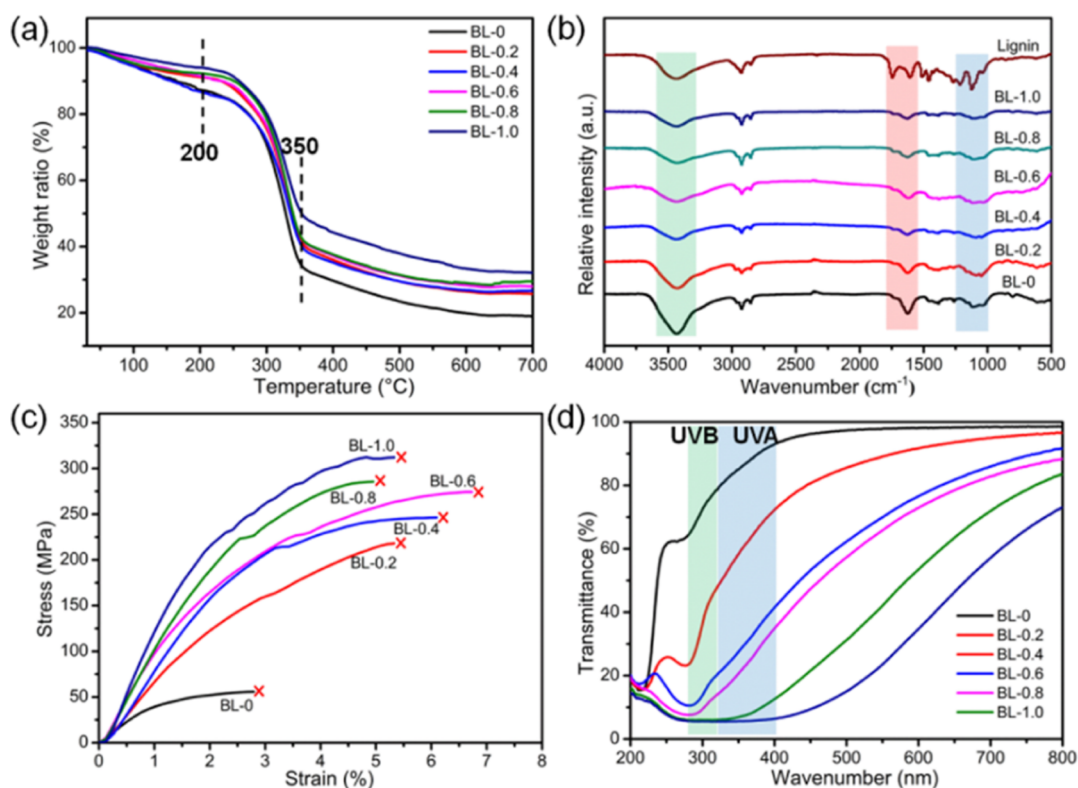 (a)
BL-0
BL-0.2
BL-0.4
BL-0.6
BL-0.8
BL-1.0
200
350
100
80
60
40
20
Weight ratio (%)
100 200 300 400 500 600 700
Temperature (°C)
(b)
Lignin
BL-1.0
BL-0.8
BL-0.6
BL-0.4
BL-0.2
BL-0
Relative intensity (a.u.)
4000 3500 3000 2500 2000 1500 1000 500
Wavenumber (cm⁻¹)
(c)
350
300
250
200
150
100
50
0
Stress (MPa)
BL-1.0
BL-0.8
BL-0.6
BL-0.4
BL-0.2
BL-0
0 1 2 3 4 5 6 7 8
Strain (%)
(d)
UVB UVA
100
80
60
40
20
0
Transmittance (%)
BL-0
BL-0.2
BL-0.4
BL-0.6
BL-0.8
BL-1.0
200 300 400 500 600 700 800
Wavenumber (nm)